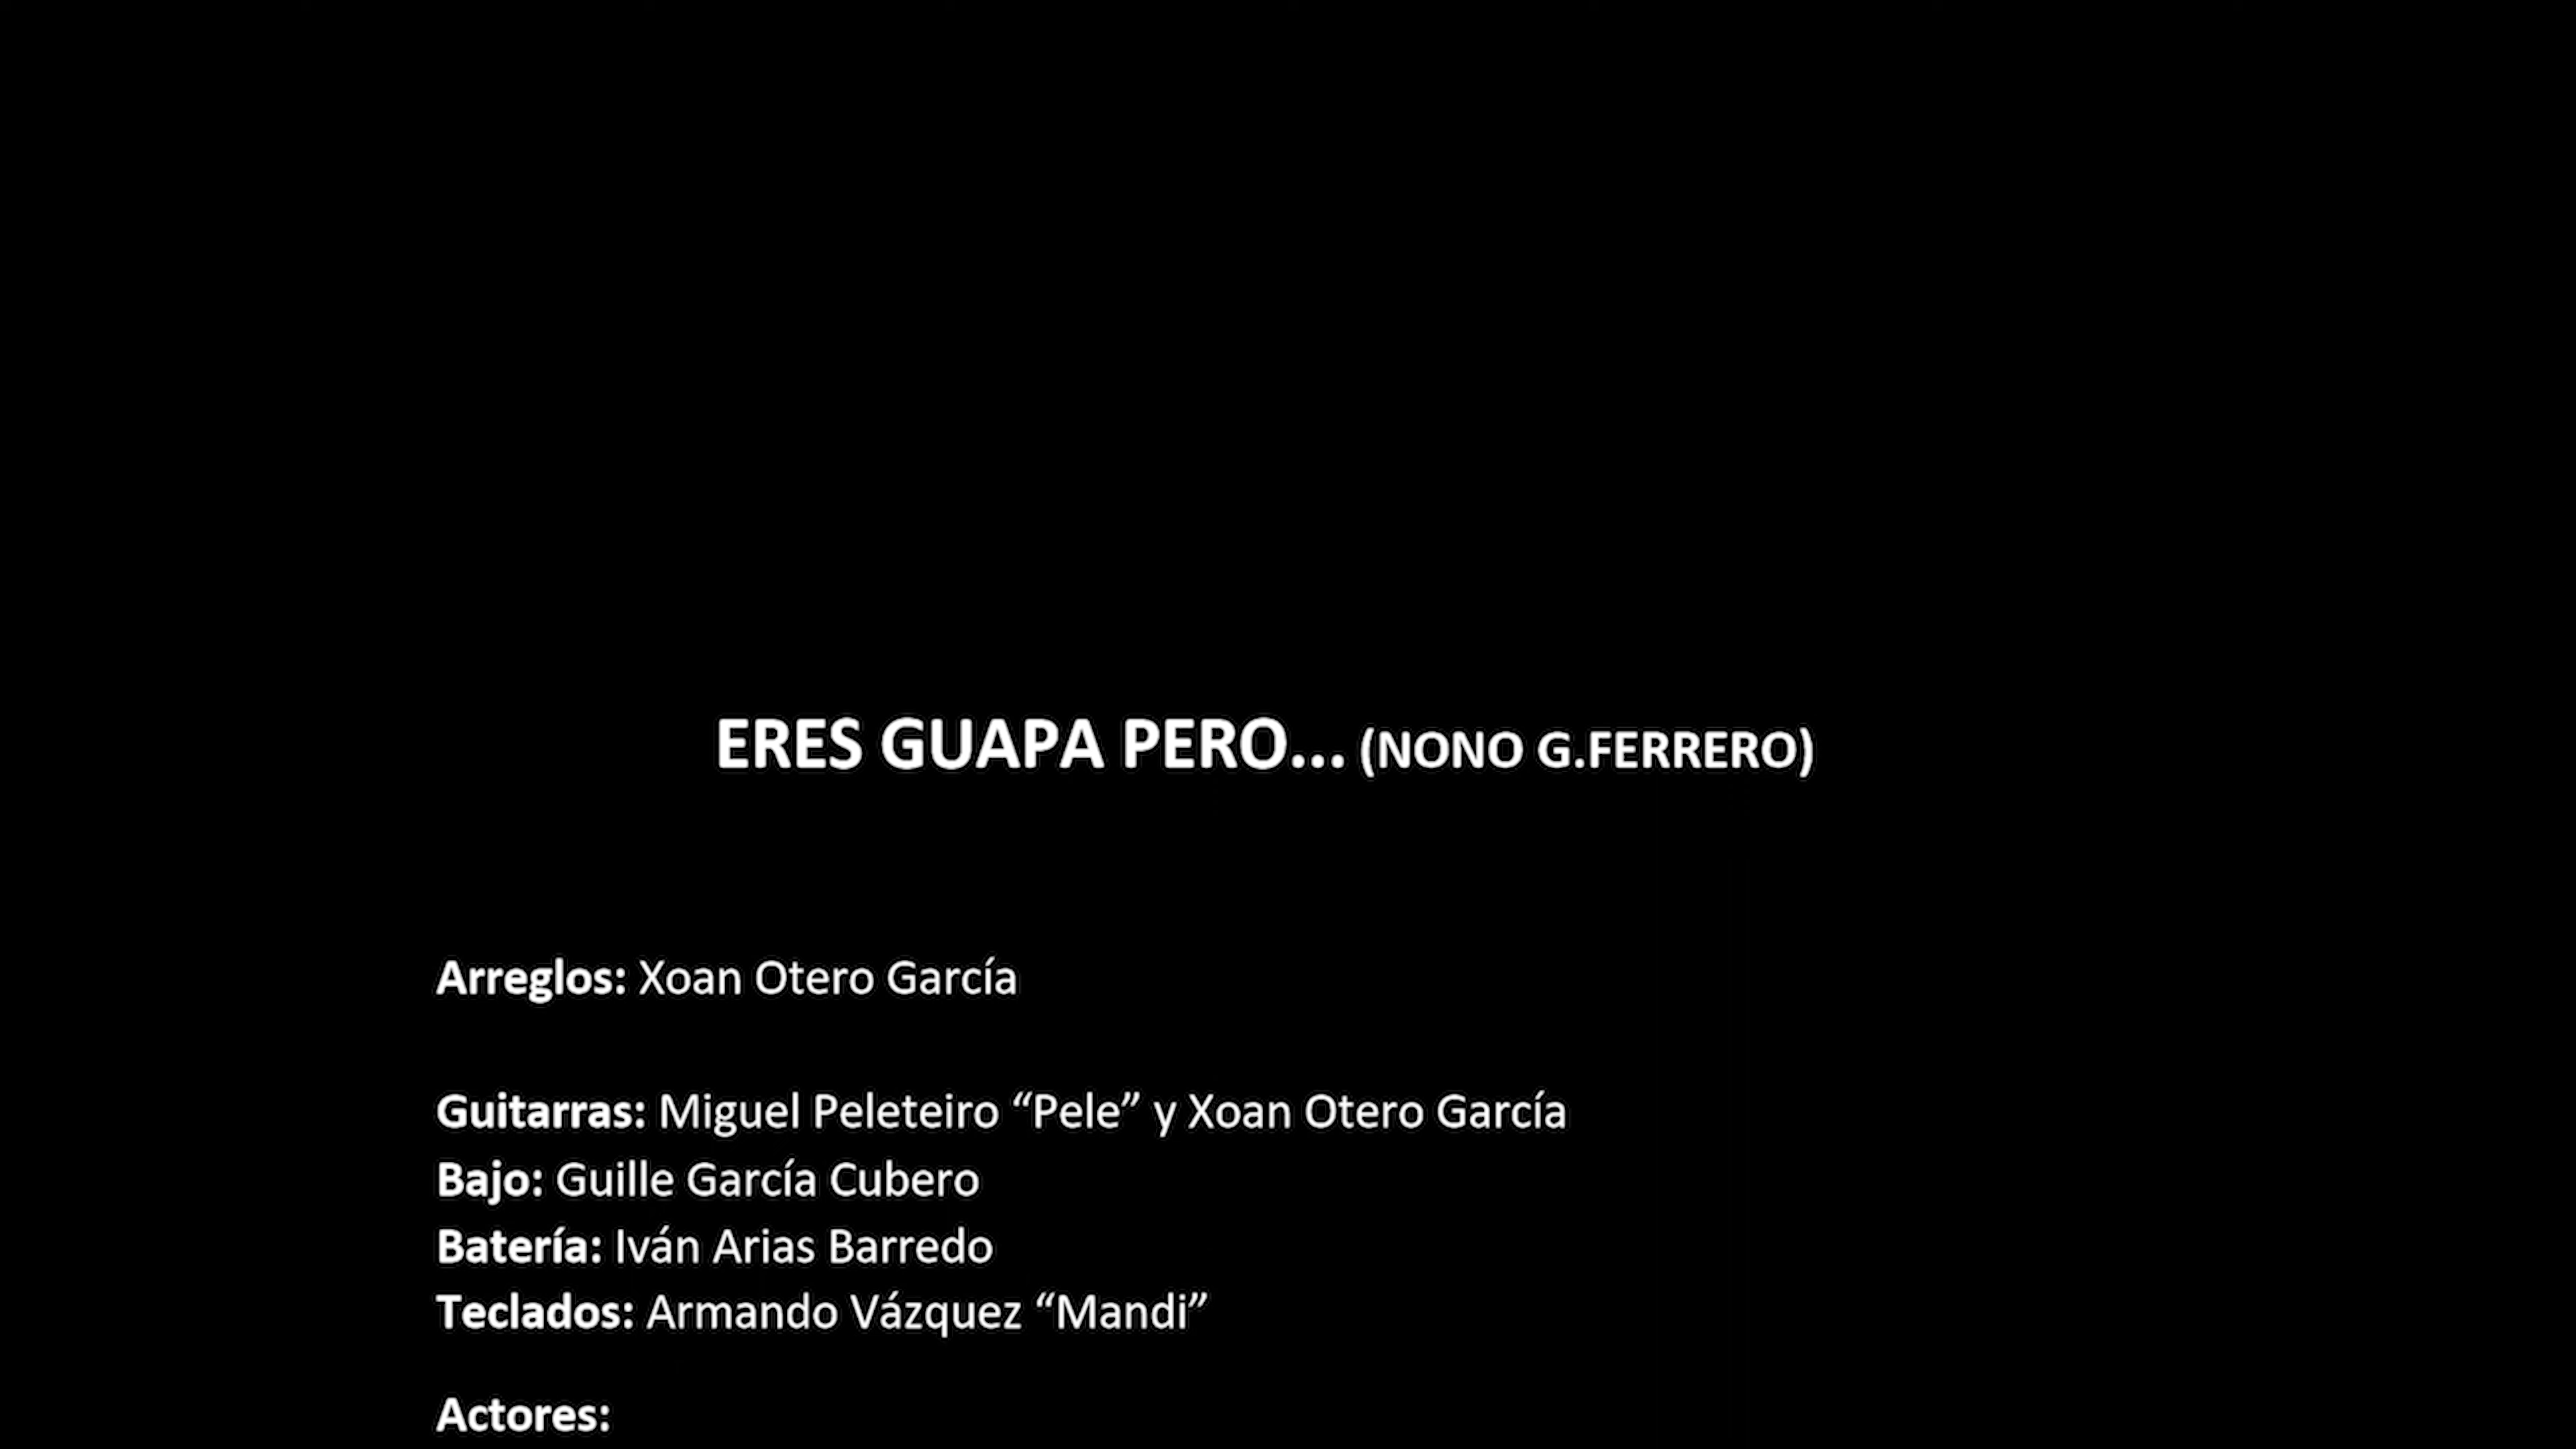 ERES GUAPA PERO... (NONO G.FERRERO)
Arreglos: Xoan Otero García
Guitarras: Miguel Peleteiro “Pele” y Xoan Otero García
Bajo: Guille García Cubero
Batería: Iván Arias Barredo
Teclados: Armando Vázquez “Mandi”
Actores: